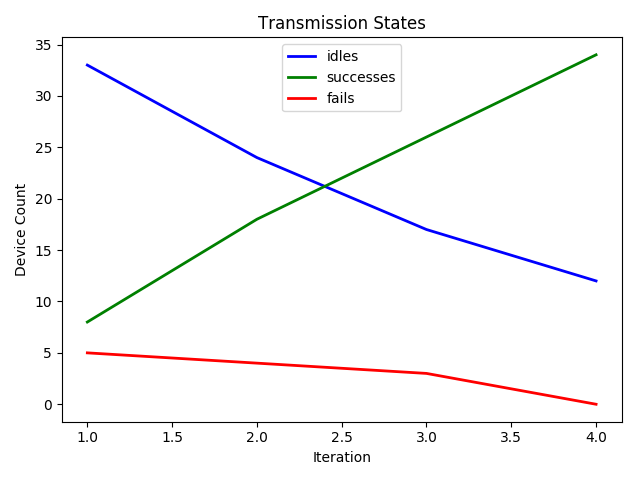 Transmission States
idles
successes
fails
35
30
25
20
15
10
5
0
Device Count
1.0 1.5 2.0 2.5 3.0 3.5 4.0
Iteration